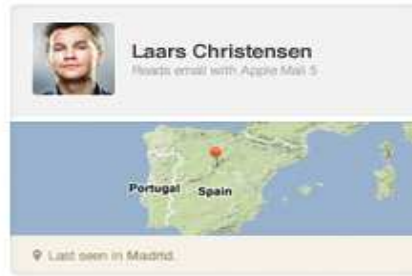 Laars Christensen
Reads email with Apple Mail 5
Portugal
Spain
Last seen in Madrid.